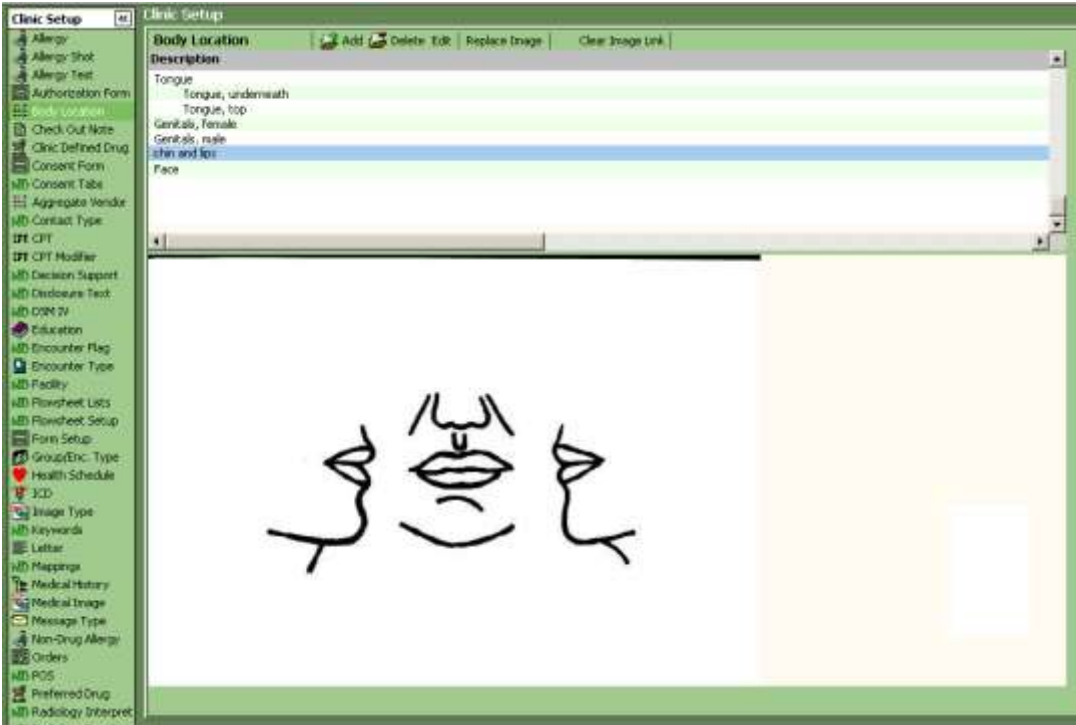 Clinic Setup
Allergy
Allergy Shot
Allergy Test
Authorization Form
Body Location
Check Out Note
Clinic Defined Drug
Consent Form
Consent Tabs
Aggregate Vendor
Contact Type
CPT
CPT Modifier
Decision Support
Disclosure Text
DSM IV
Education
Encounter Flag
Encounter Type
Facility
Flowsheet Lists
Flowsheet Setup
Form Setup
Group/Enc. Type
Health Schedule
ICD
Image Type
Keywords
Letter
Mappings
Medical History
Medical Image
Message Type
Non-Drug Allergy
Orders
POS
Preferred Drug
Radiology Interpret
Clinic Setup
Body Location Add Delete Edit Replace Image Clear Image Link
Description
Tongue
Tongue, underneath
Tongue, top
Genitals, female
Genitals, male
chin and lips
Face